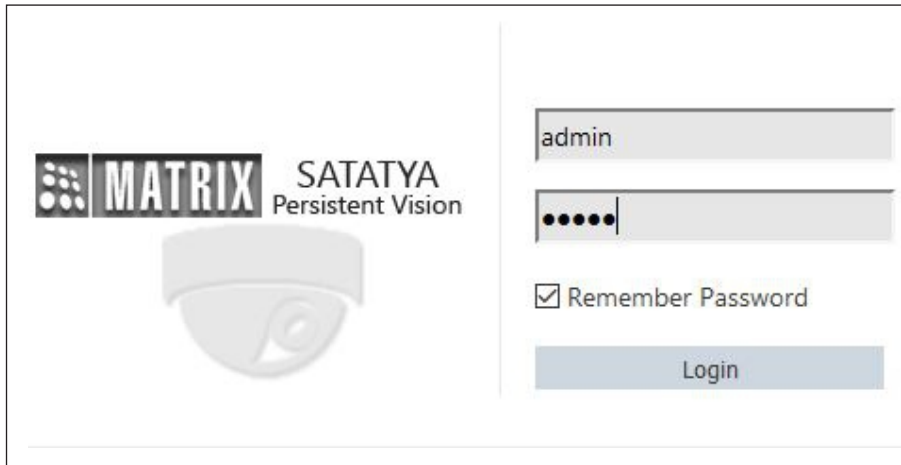 MATRIX
SATATYA
Persistent Vision
admin
●●●●●
Remember Password
Login